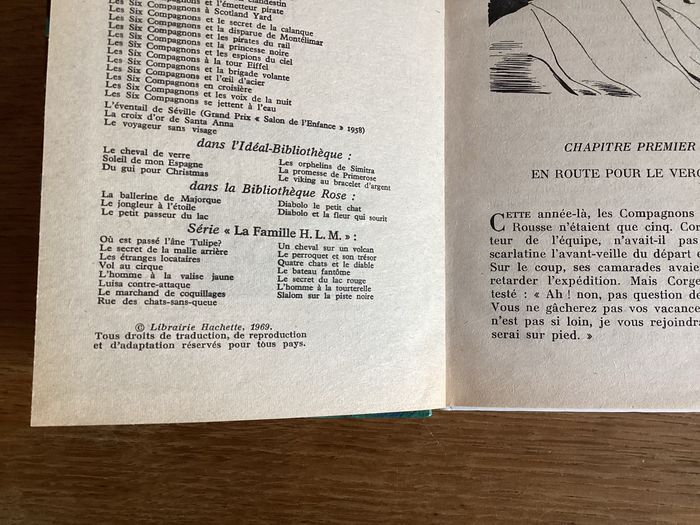 clandestin
Les Six Compagnons et l'émetteur pirate
Les Six Compagnons à Scotland Yard
Les Six Compagnons et le secret de la calanque
Les Six Compagnons et la disparue de Montélimar
Les Six Compagnons et les pirates du rail
Les Six Compagnons et la princesse noire
Les Six Compagnons et les espions du ciel
Les Six Compagnons à la tour Eiffel
Les Six Compagnons et la brigade volante
Les Six Compagnons et l'œil d'acier
Les Six Compagnons en croisière
Les Six Compagnons et les voix de la nuit
Les Six Compagnons se jettent à l'eau
L'éventail de Séville (Grand Prix « Salon de l'Enfance » 1958)
La croix d'or de Santa Anna
Le voyageur sans visage
dans l'Idéal-Bibliothèque :
Le cheval de verre
Soleil de mon Espagne
Du gui pour Christmas
Les orphelins de Simitra
La promesse de Primerose
Le viking au bracelet d'argent
dans la Bibliothèque Rose :
La ballerine de Majorque
Le jongleur à l'étoile
Le petit passeur du lac
Diabolo le petit chat
Diabolo et la fleur qui sourit
Série « La Famille H. L. M. » :
Où est passé l'âne Tulipe?
Le secret de la malle arrière
Les étranges locataires
Vol au cirque
L'homme à la valise jaune
Luisa contre-attaque
Le marchand de coquillages
Rue des chats-sans-queue
Un cheval sur un volcan
Le perroquet et son trésor
Quatre chats et le diable
Le bateau fantôme
Le secret du lac rouge
L'homme à la tourterelle
Slalom sur la piste noire
© Librairie Hachette, 1969.
Tous droits de traduction, de reproduction
et d'adaptation réservés pour tous pays.
CHAPITRE PREMIER
EN ROUTE POUR LE VERC
CETTE année-là, les Compagnons
Rousse n'étaient que cinq. Cor
teur de l'équipe, n'avait-il pas
scarlatine l'avant-veille du départ e
Sur le coup, ses camarades avaie
retarder l'expédition. Mais Corge
testé : « Ah ! non, pas question de
Vous ne gâcherez pas vos vacance
n'est pas si loin, je vous rejoindr
serai sur pied. »